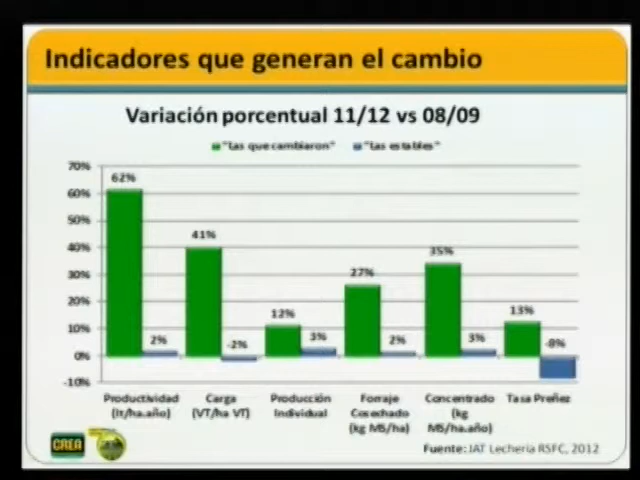 Indicadores que generan el cambio
Variación porcentual 11/12 vs 08/09
"Las que cambiaron" "Las estables"
70%
60%
50%
40%
30%
20%
10%
0%
-10%
62%
2%
41%
-2%
12%
3%
27%
2%
35%
3%
13%
-8%
Productividad (lt/ha.año)
Carga (VT/ha VT)
Producción Individual
Forraje Cosechado (kg MS/ha)
Concentrado (kg MS/ha.año)
Tasa Preñez
CREA
Fuente: JAT Lechería RSFC, 2012